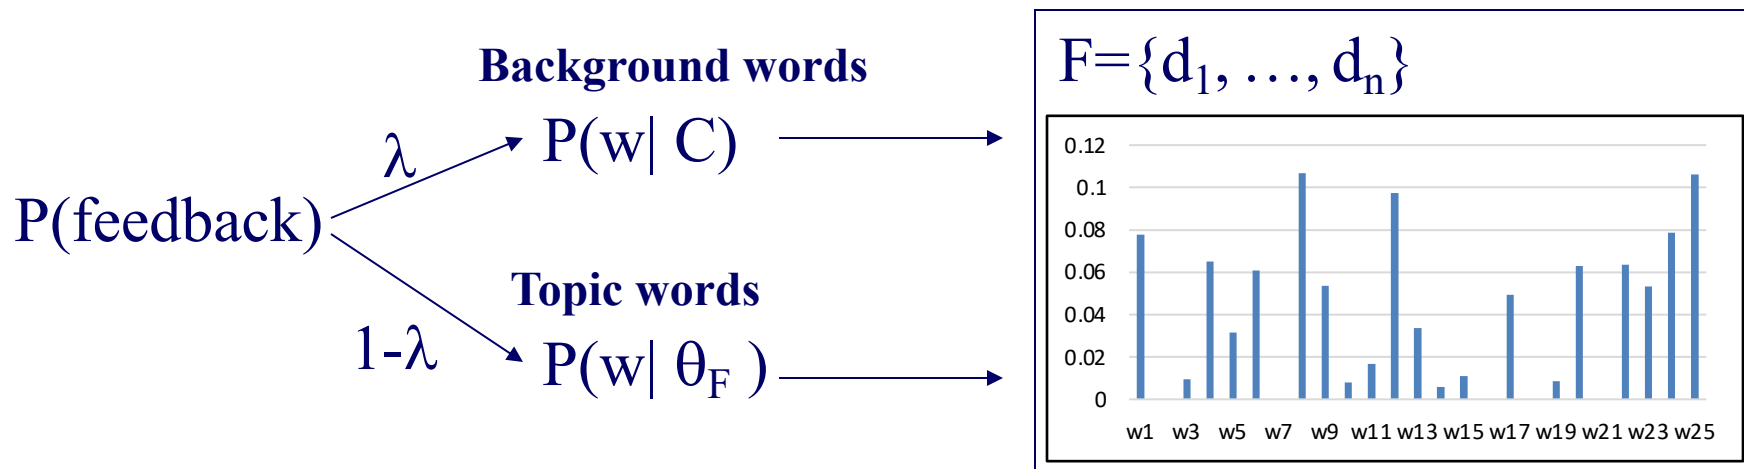 Background words
P(w| C)
λ
P(feedback)
Topic words
1-λ
P(w| θF )
F={d1, …, dn}
0.12
0.1
0.08
0.06
0.04
0.02
0
w1 w3 w5 w7 w9 w11 w13 w15 w17 w19 w21 w23 w25